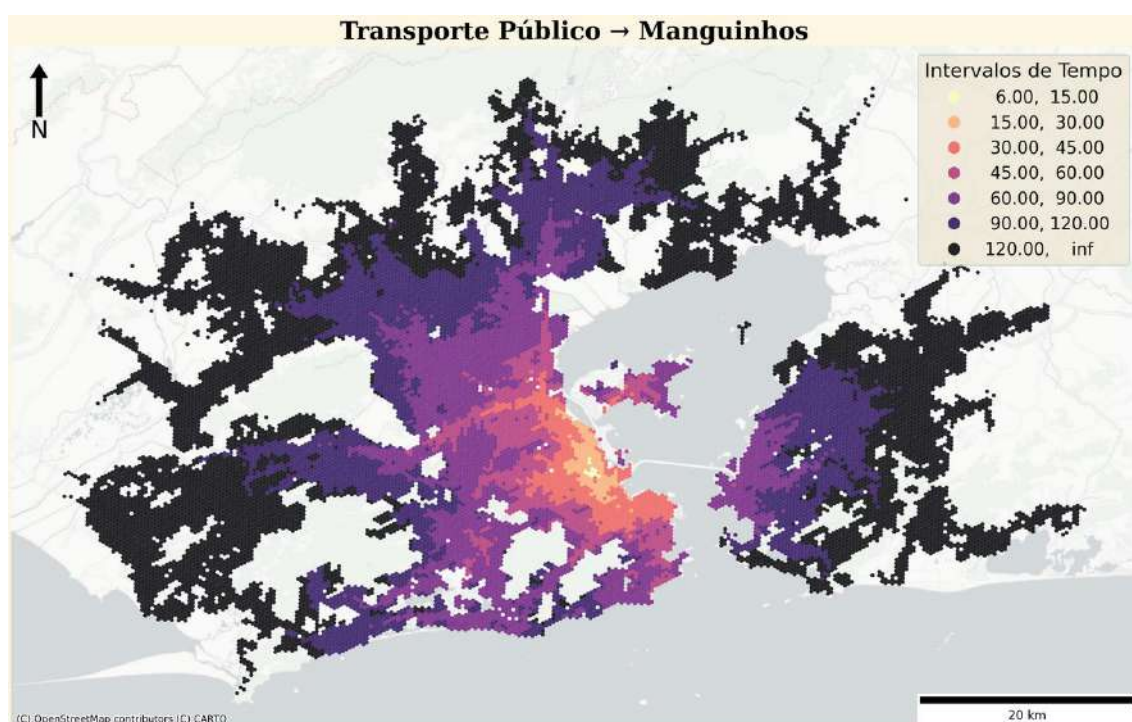 Transporte Público → Manguinhos
N
Intervalos de Tempo
6.00, 15.00
15.00, 30.00
30.00, 45.00
45.00, 60.00
60.00, 90.00
90.00, 120.00
120.00, inf
(C) OpenStreetMap contributors (C) CARTO
20 km